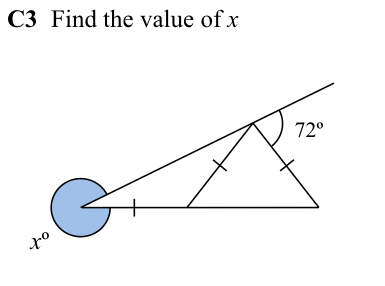 C3 Find the value of x
72º
xº